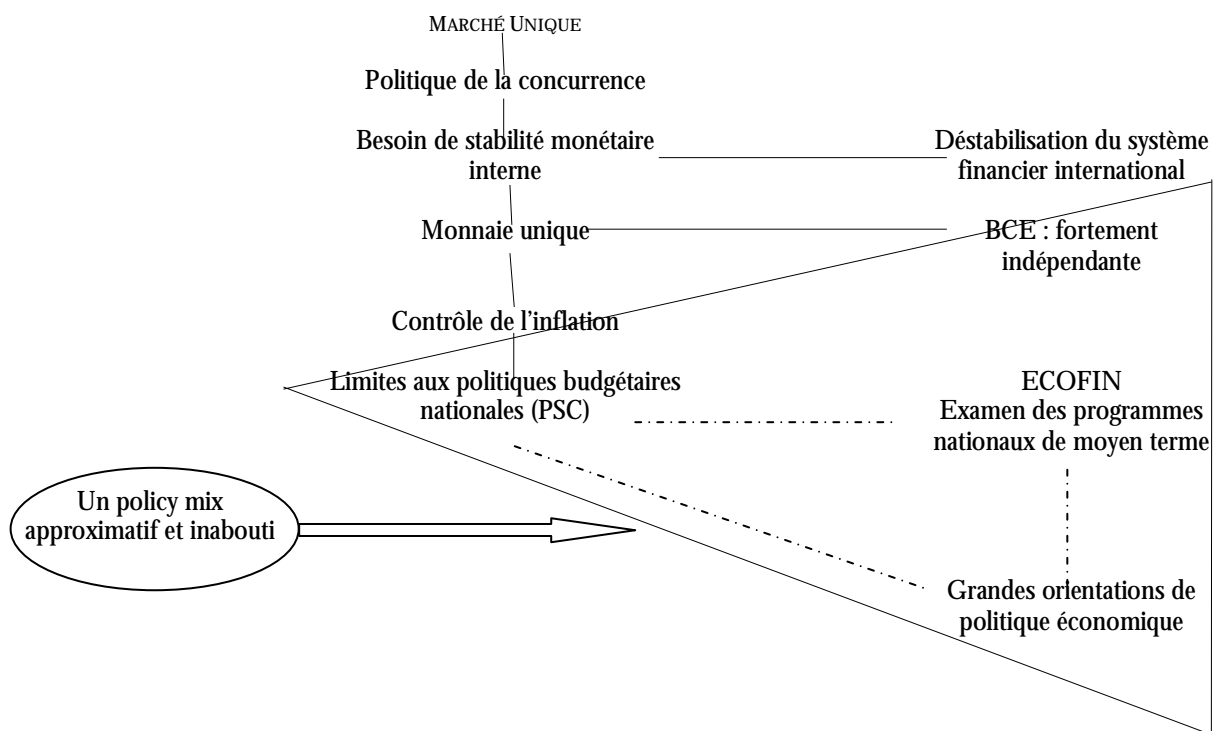 MARCHÉ UNIQUE
Politique de la concurrence
Besoin de stabilité monétaire
interne
Déstabilisation du système
financier international
Monnaie unique
BCE : fortement
indépendante
Contrôle de l'inflation
Limites aux politiques budgétaires
nationales (PSC)
ECOFIN
Examen des programmes
nationaux de moyen terme
Un policy mix
approximatif et inabouti
Grandes orientations de
politique économique